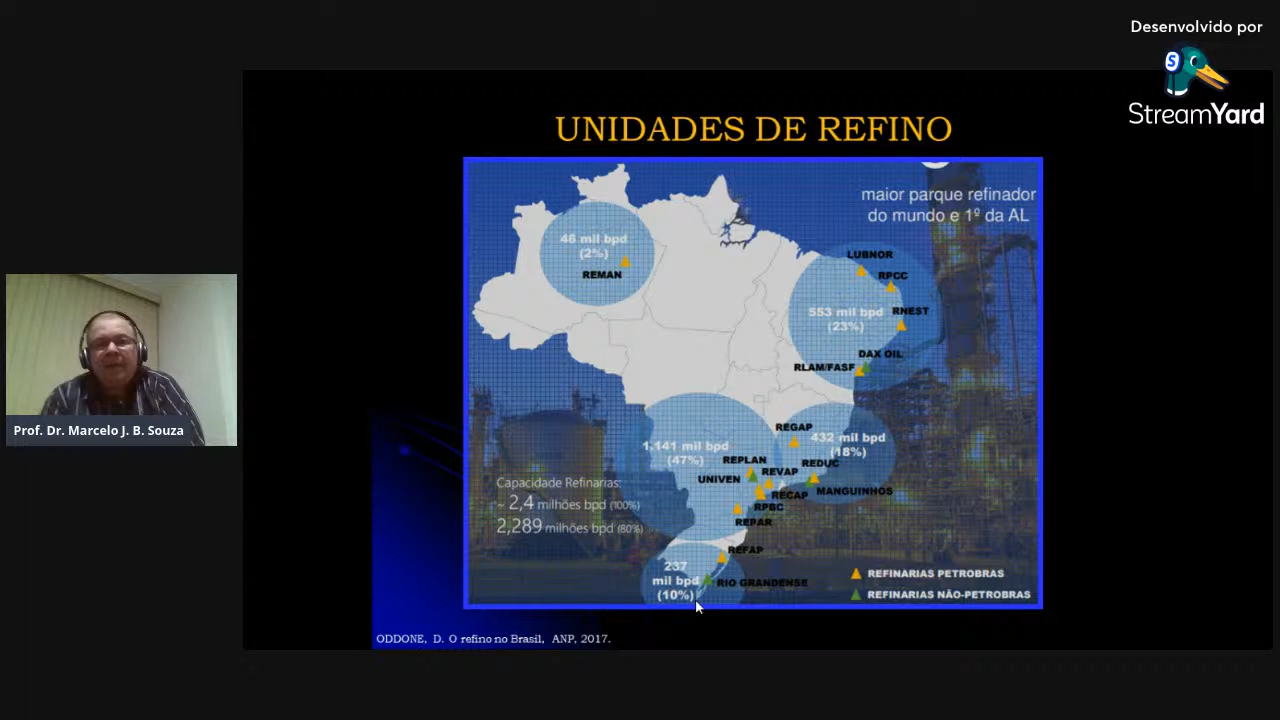 Desenvolvido por
StreamYard
UNIDADES DE REFINO
maior parque refinador
do mundo e 1º da AL
46 mil bpd
(2%)
REMAN
LUBNOR
RPCC
553 mil bpd
(23%)
RNEST
DAX OIL
RLAM/FASF
REGAP
432 mil bpd
(18%)
1.141 mil bpd
(47%)
REPLAN
REDUC
REVAP
UNIVEN
MANGUINHOS
RECAP
RPBC
REPAR
Capacidade Refinarias:
~ 2,4 milhões bpd (100%)
2,289 milhões bpd (80%)
REFAP
237
mil bpd
(10%)
RIO GRANDENSE
REFINARIAS PETROBRAS
REFINARIAS NÃO-PETROBRAS
ODDONE, D. O refino no Brasil, ANP, 2017.
Prof. Dr. Marcelo J. B. Souza